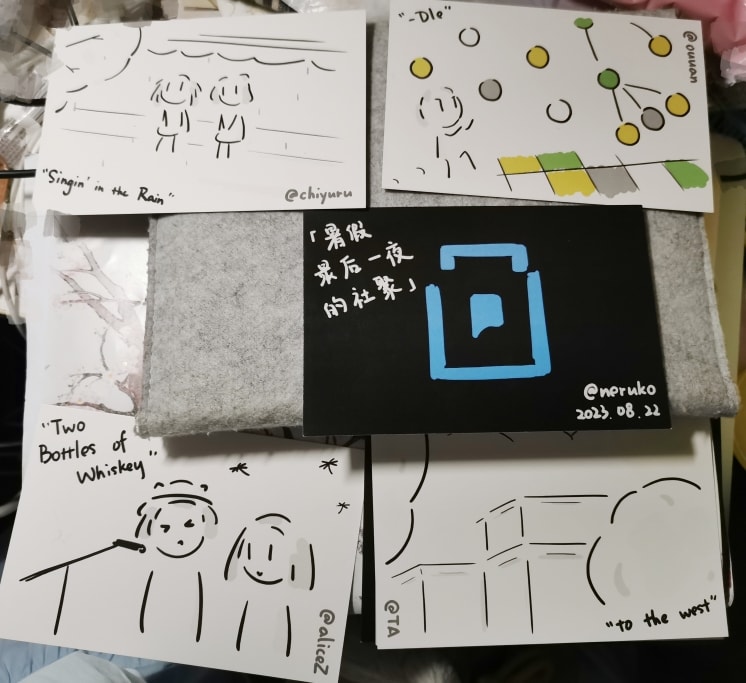 "Singin' in the Rain"
@chiyuru
"-Dle"
@ouuan
「暑假
最后一夜
的社聚」
@neruko
2023.08.22
"Two
Bottles of
Whiskey"
@aliceZ
@TA
"to the west"